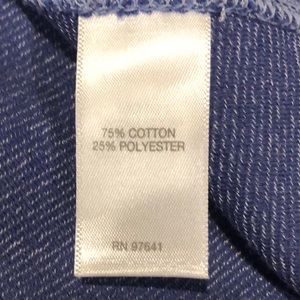 75% COTTON
25% POLYESTER
RN 97641